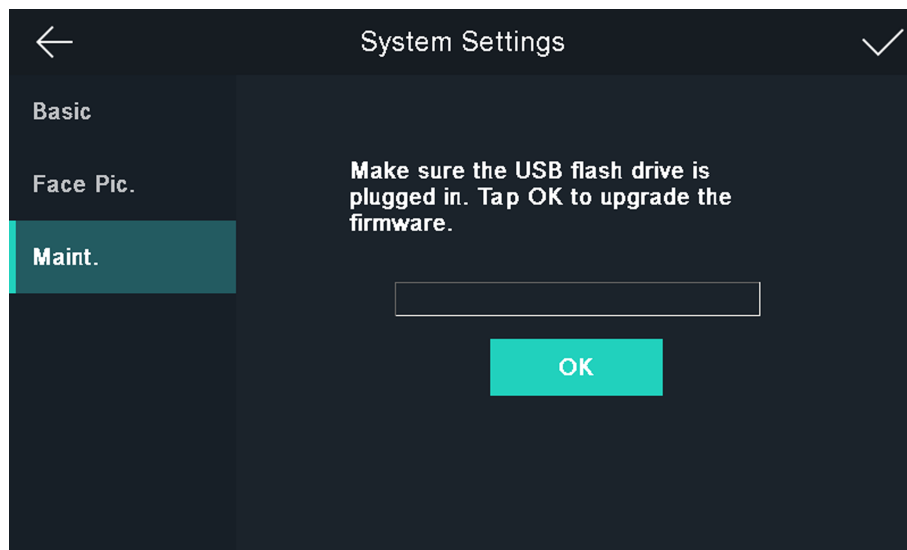 System Settings
Basic
Face Pic.
Maint.
Make sure the USB flash drive is
plugged in. Tap OK to upgrade the
firmware.
OK